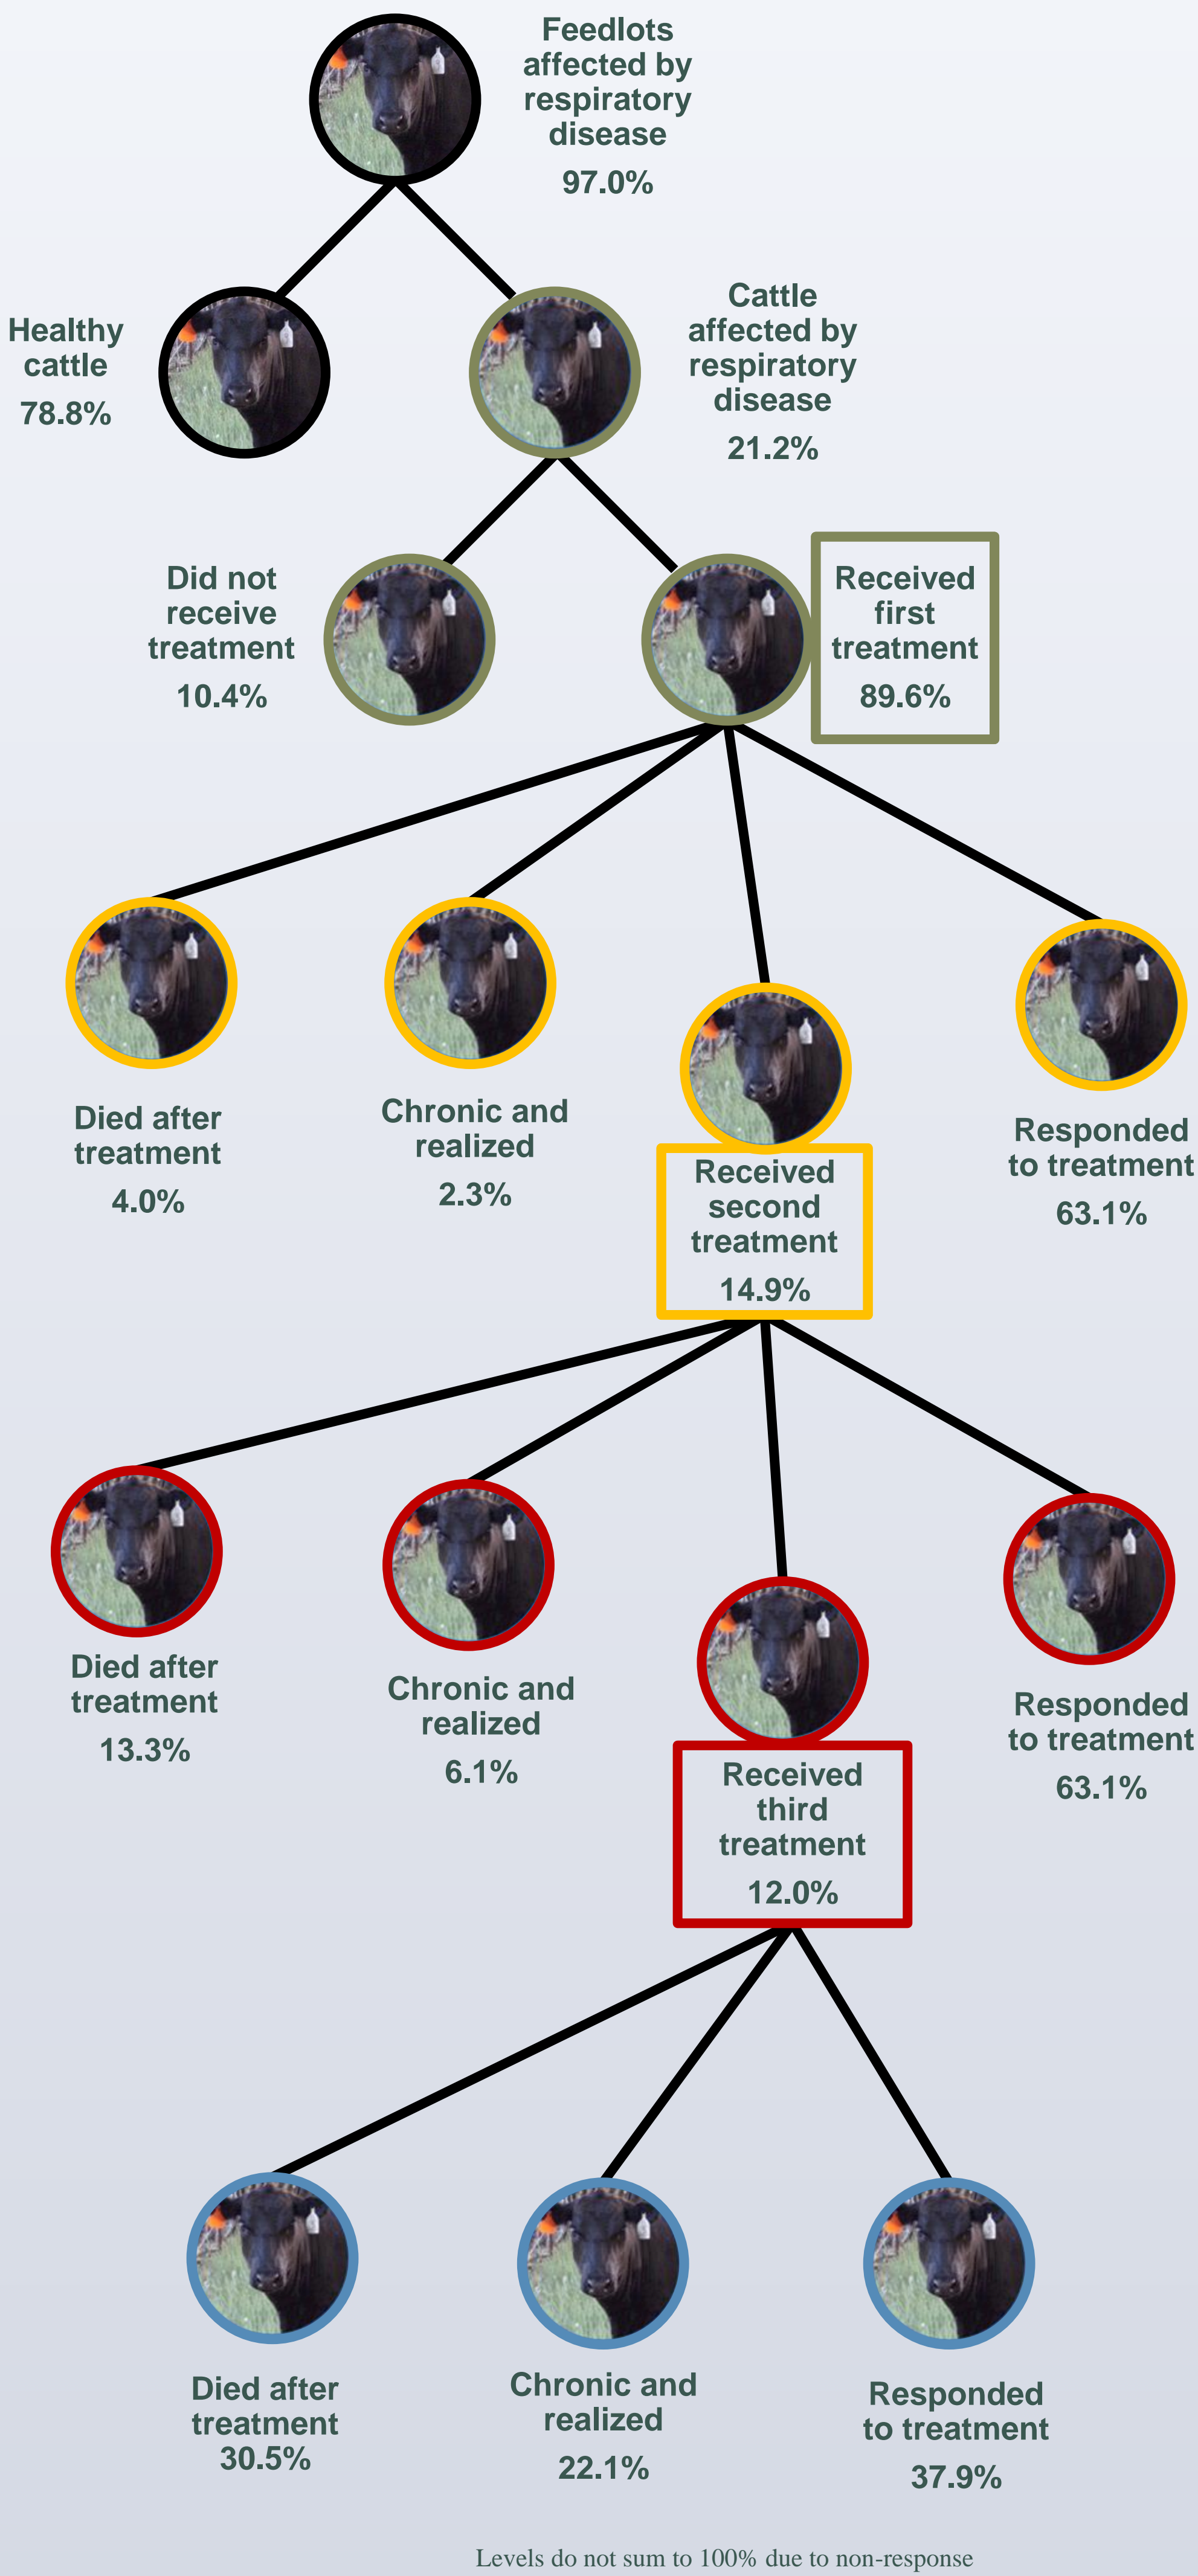 Feedlots
affected by
respiratory
disease
97.0%
Healthy
cattle
78.8%
Cattle
affected by
respiratory
disease
21.2%
Did not
receive
treatment
10.4%
Received
first
treatment
89.6%
Died after
treatment
4.0%
Chronic and
realized
2.3%
Received
second
treatment
14.9%
Responded
to treatment
63.1%
Died after
treatment
13.3%
Chronic and
realized
6.1%
Received
third
treatment
12.0%
Responded
to treatment
63.1%
Died after
treatment
30.5%
Chronic and
realized
22.1%
Responded
to treatment
37.9%
Levels do not sum to 100% due to non-response